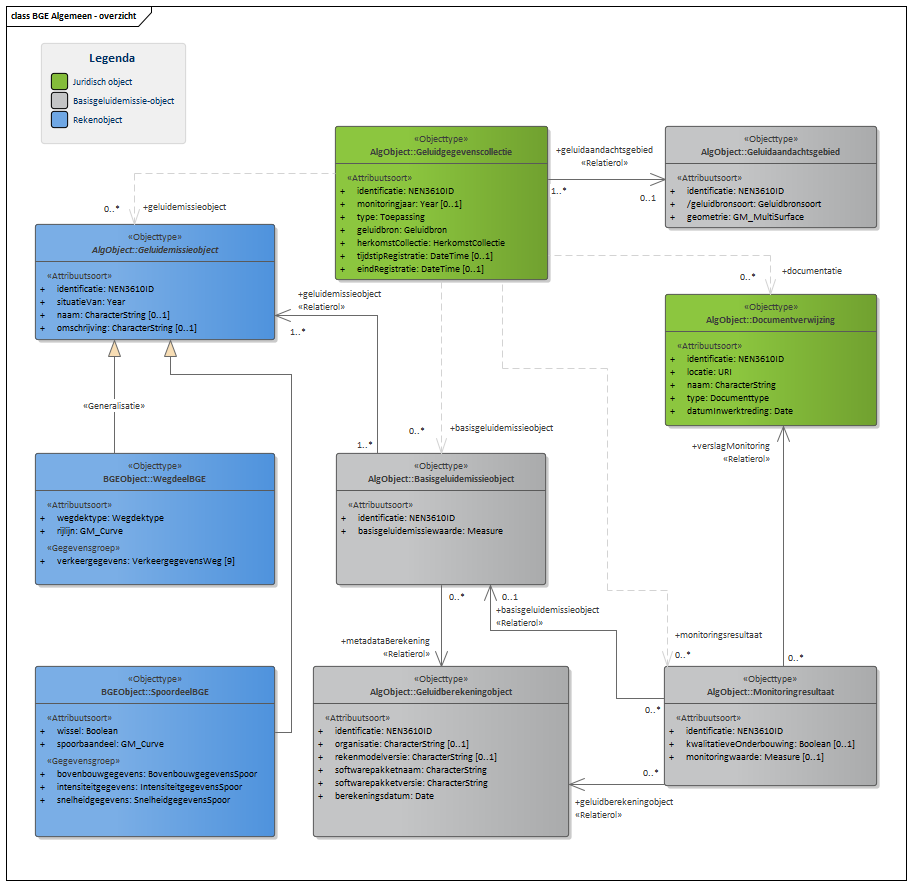 class BGE Algemeen - overzicht
Legenda
Juridisch object
Basisgeluidemissie-object
Rekenobject
«Objecttype»
AlgObject::Geluidgegevenscollectie
«Attribuutsoort»
+ identificatie: NEN3610ID
+ monitoringjaar: Year [0..1]
+ type: Toepassing
+ geluidbron: Geluidbron
+ herkomstCollectie: HerkomstCollectie
+ tijdstipRegistratie: DateTime [0..1]
+ eindRegistratie: DateTime [0..1]
+geluidaandachtsgebied
«Relatierol»
1..*
0..1
«Objecttype»
AlgObject::Geluidaandachtsgebied
«Attribuutsoort»
+ identificatie: NEN3610ID
+ /geluidbronsoort: Geluidbronsoort
+ geometrie: GM_MultiSurface
0..*
+geluidemissieobject
«Objecttype»
AlgObject::Geluidemissieobject
«Attribuutsoort»
+ identificatie: NEN3610ID
+ situatieVan: Year
+ naam: CharacterString [0..1]
+ omschrijving: CharacterString [0..1]
+geluidemissieobject
«Relatierol»
1..*
1..*
0..*
+documentatie
«Objecttype»
AlgObject::Documentverwijzing
«Attribuutsoort»
+ identificatie: NEN3610ID
+ locatie: URI
+ naam: CharacterString
+ type: Documenttype
+ datumInwerktreding: Date
«Generalisatie»
0..*
+basisgeluidemissieobject
+verslagMonitoring
«Relatierol»
0..*
«Objecttype»
BGEObject::WegdeelBGE
«Attribuutsoort»
+ wegdektype: Wegdektype
+ rijlijn: GM_Curve
«Gegevensgroep»
+ verkeergegevens: VerkeergegevensWeg [9]
«Objecttype»
AlgObject::Basisgeluidemissieobject
«Attribuutsoort»
+ identificatie: NEN3610ID
+ basisgeluidemissiewaarde: Measure
0..*
0..1
+basisgeluidemissieobject
«Relatierol»
0..*
+metadataBerekening
«Relatierol»
+monitoringsresultaat
0..*
«Objecttype»
BGEObject::SpoordeelBGE
«Attribuutsoort»
+ wissel: Boolean
+ spoorbaandeel: GM_Curve
«Gegevensgroep»
+ bovenbouwgegevens: BovenbouwgegevensSpoor
+ intensiteitgegevens: IntensiteitgegevensSpoor
+ snelheidgegevens: SnelheidgegevensSpoor
«Objecttype»
AlgObject::Geluidberekeningobject
«Attribuutsoort»
+ identificatie: NEN3610ID
+ organisatie: CharacterString [0..1]
+ rekenmodelversie: CharacterString [0..1]
+ softwarepakketnaam: CharacterString
+ softwarepakketversie: CharacterString
+ berekeningsdatum: Date
«Objecttype»
AlgObject::Monitoringresultaat
«Attribuutsoort»
+ identificatie: NEN3610ID
+ kwalitatieveOnderbouwing: Boolean [0..1]
+ monitoringwaarde: Measure [0..1]
0..*
+geluidberekeningobject
«Relatierol»